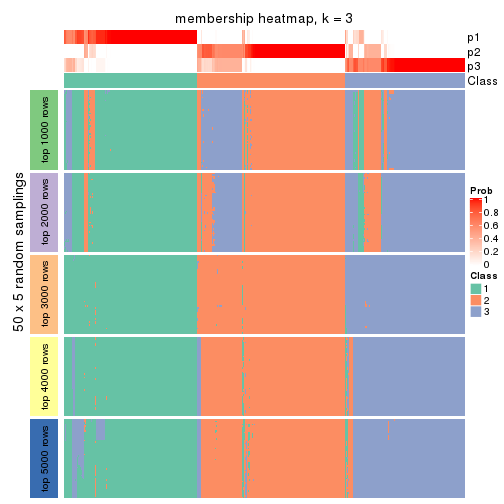 membership heatmap, k = 3
p1
p2
p3
Class
50 x 5 random samplings
top 1000 rows
top 2000 rows
top 3000 rows
top 4000 rows
top 5000 rows
Prob
1
0.8
0.6
0.4
0.2
0
Class
1
2
3